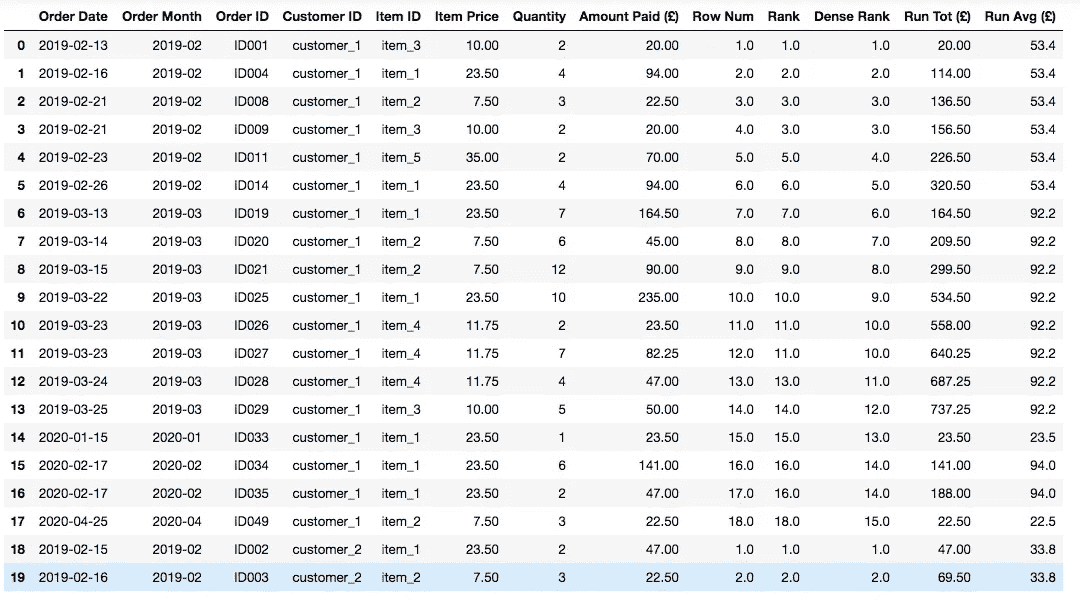 Order Date Order Month Order ID Customer ID Item ID Item Price Quantity Amount Paid (£) Row Num Rank Dense Rank Run Tot (£) Run Avg (£)
0 2019-02-13 2019-02 ID001 customer_1 item_3 10.00 2 20.00 1.0 1.0 1.0 20.00 53.4
1 2019-02-16 2019-02 ID004 customer_1 item_1 23.50 4 94.00 2.0 2.0 2.0 114.00 53.4
2 2019-02-21 2019-02 ID008 customer_1 item_2 7.50 3 22.50 3.0 3.0 3.0 136.50 53.4
3 2019-02-21 2019-02 ID009 customer_1 item_3 10.00 2 20.00 4.0 3.0 3.0 156.50 53.4
4 2019-02-23 2019-02 ID011 customer_1 item_5 35.00 2 70.00 5.0 5.0 4.0 226.50 53.4
5 2019-02-26 2019-02 ID014 customer_1 item_1 23.50 4 94.00 6.0 6.0 5.0 320.50 53.4
6 2019-03-13 2019-03 ID019 customer_1 item_1 23.50 7 164.50 7.0 7.0 6.0 164.50 92.2
7 2019-03-14 2019-03 ID020 customer_1 item_2 7.50 6 45.00 8.0 8.0 7.0 209.50 92.2
8 2019-03-15 2019-03 ID021 customer_1 item_2 7.50 12 90.00 9.0 9.0 8.0 299.50 92.2
9 2019-03-22 2019-03 ID025 customer_1 item_1 23.50 10 235.00 10.0 10.0 9.0 534.50 92.2
10 2019-03-23 2019-03 ID026 customer_1 item_4 11.75 2 23.50 11.0 11.0 10.0 558.00 92.2
11 2019-03-23 2019-03 ID027 customer_1 item_4 11.75 7 82.25 12.0 11.0 10.0 640.25 92.2
12 2019-03-24 2019-03 ID028 customer_1 item_4 11.75 4 47.00 13.0 13.0 11.0 687.25 92.2
13 2019-03-25 2019-03 ID029 customer_1 item_3 10.00 5 50.00 14.0 14.0 12.0 737.25 92.2
14 2020-01-15 2020-01 ID033 customer_1 item_1 23.50 1 23.50 15.0 15.0 13.0 23.50 23.5
15 2020-02-17 2020-02 ID034 customer_1 item_1 23.50 6 141.00 16.0 16.0 14.0 141.00 94.0
16 2020-02-17 2020-02 ID035 customer_1 item_1 23.50 2 47.00 17.0 16.0 14.0 188.00 94.0
17 2020-04-25 2020-04 ID049 customer_1 item_2 7.50 3 22.50 18.0 18.0 15.0 22.50 22.5
18 2019-02-15 2019-02 ID002 customer_2 item_1 23.50 2 47.00 1.0 1.0 1.0 47.00 33.8
19 2019-02-16 2019-02 ID003 customer_2 item_2 7.50 3 22.50 2.0 2.0 2.0 69.50 33.8